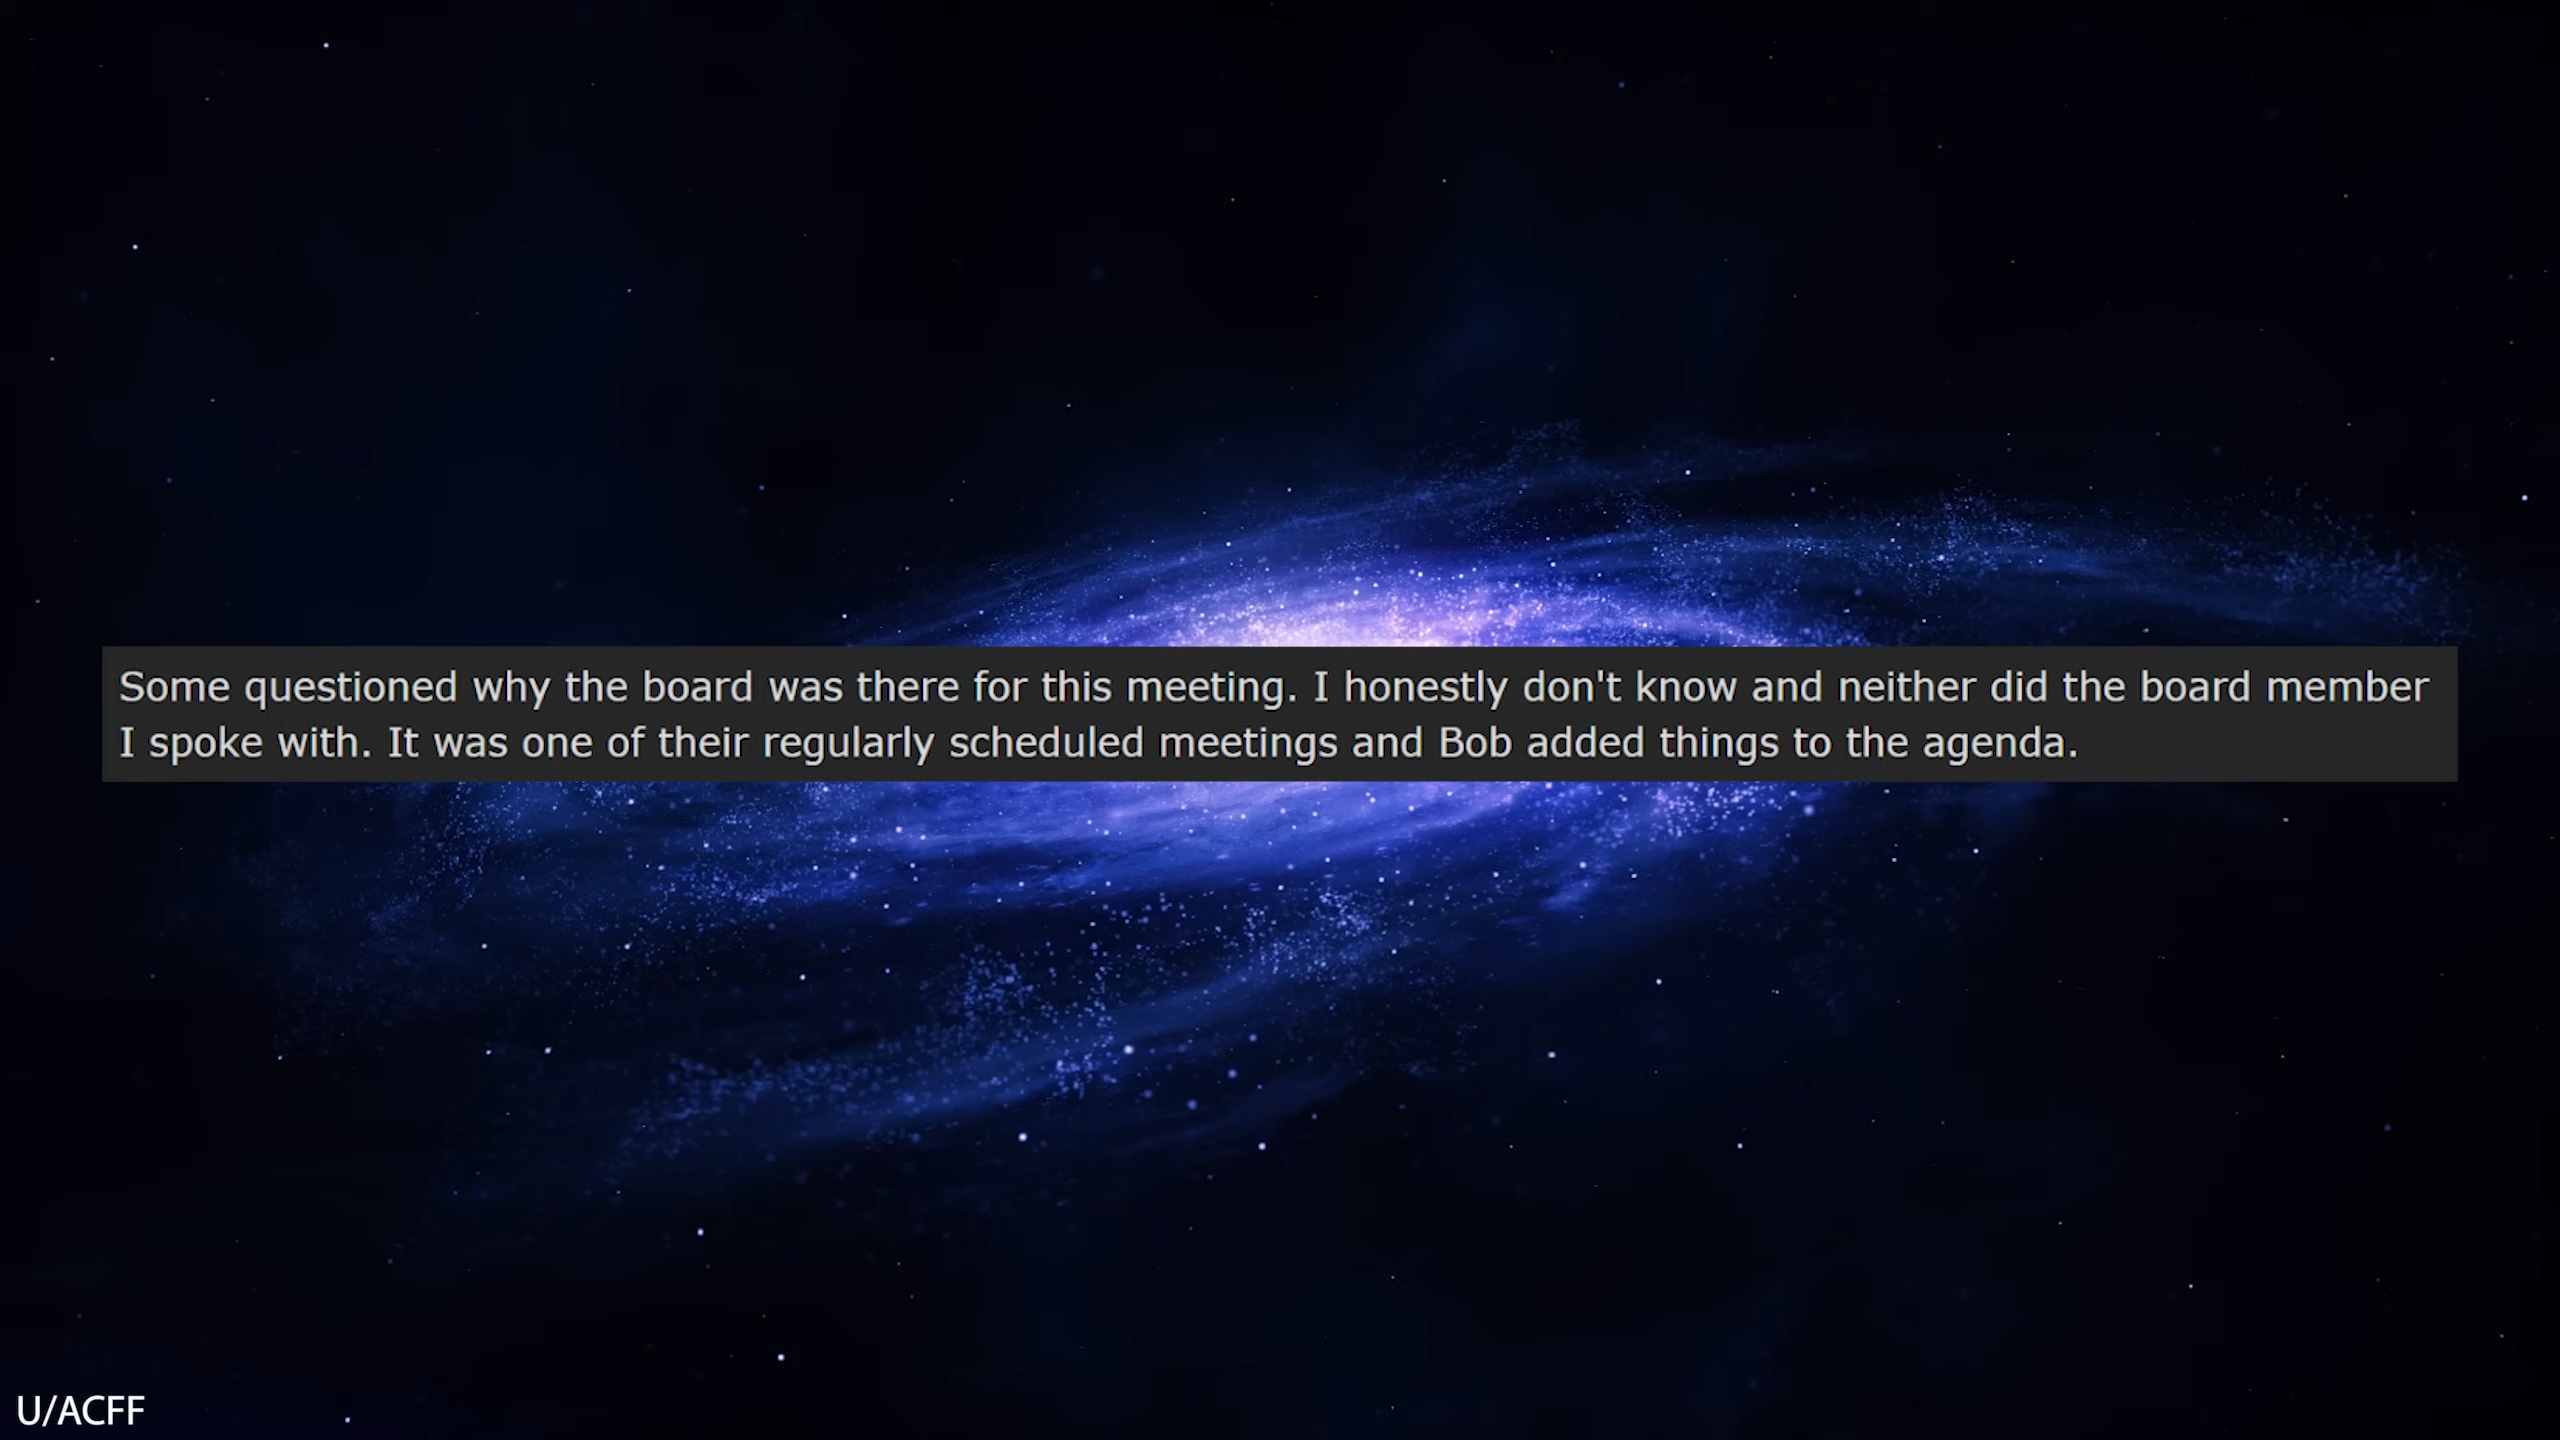 Some questioned why the board was there for this meeting. I honestly don't know and neither did the board member
I spoke with. It was one of their regularly scheduled meetings and Bob added things to the agenda.
U/ACFF